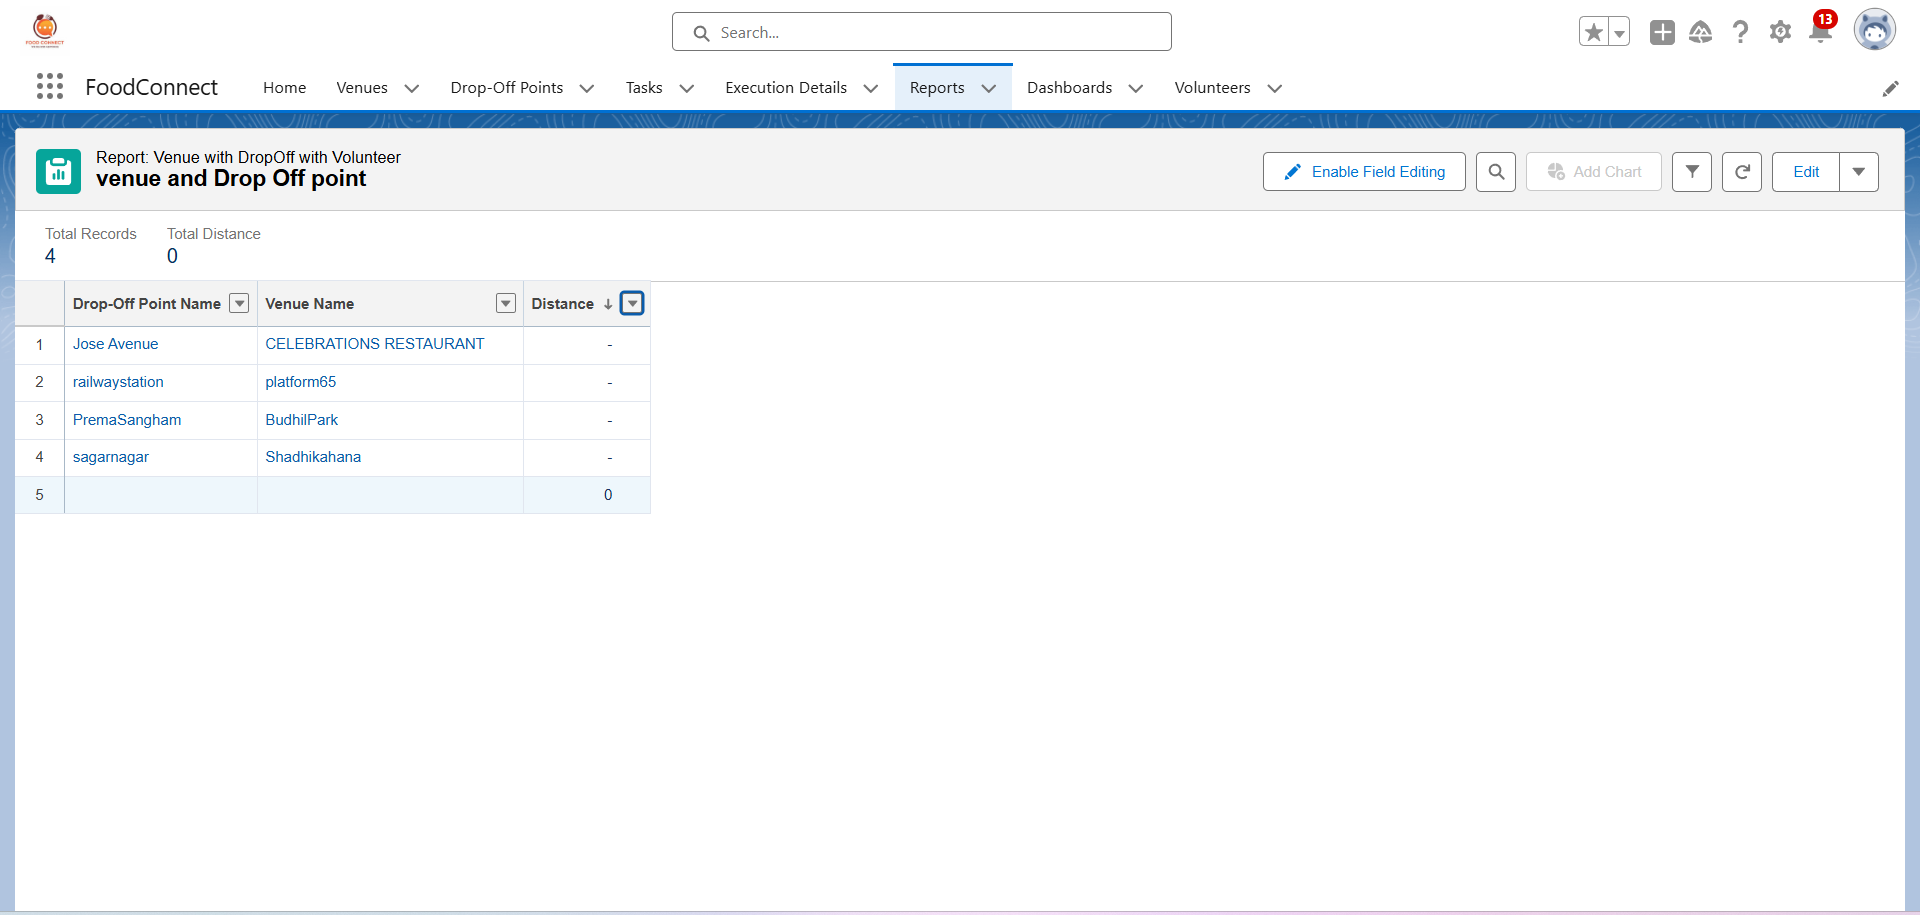 FOOD CONNECT
Search...
13
FoodConnect
Home
Venues
Drop-Off Points
Tasks
Execution Details
Reports
Dashboards
Volunteers
Report: Venue with DropOff with Volunteer
venue and Drop Off point
Enable Field Editing
Add Chart
Edit
Total Records
4
Total Distance
0
Drop-Off Point Name
Venue Name
Distance
1 Jose Avenue CELEBRATIONS RESTAURANT -
2 railwaystation platform65 -
3 PremaSangham BudhilPark -
4 sagarnagar Shadhikahana -
5 0